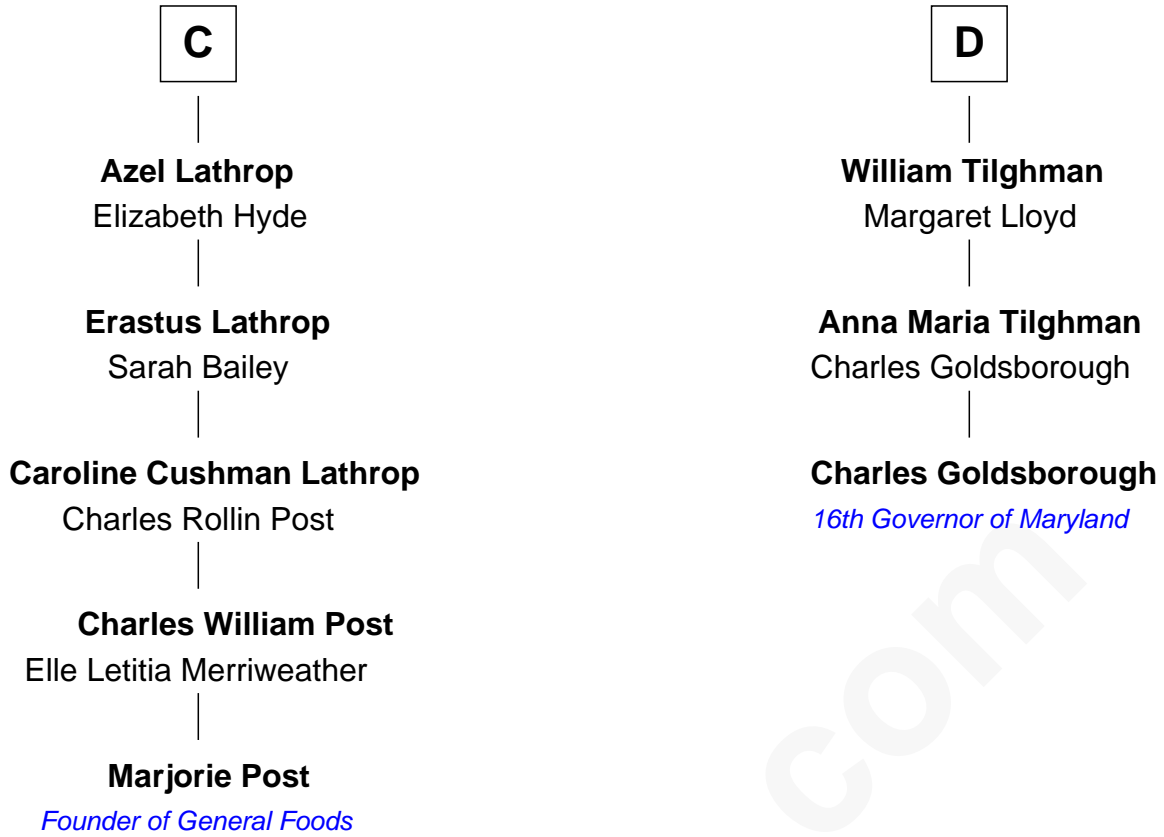 C
Azel Lathrop
Elizabeth Hyde
Erastus Lathrop
Sarah Bailey
Caroline Cushman Lathrop
Charles Rollin Post
Charles William Post
Elle Letitia Merriweather
Marjorie Post
Founder of General Foods
D
William Tilghman
Margaret Lloyd
Anna Maria Tilghman
Charles Goldsborough
Charles Goldsborough
16th Governor of Maryland
com